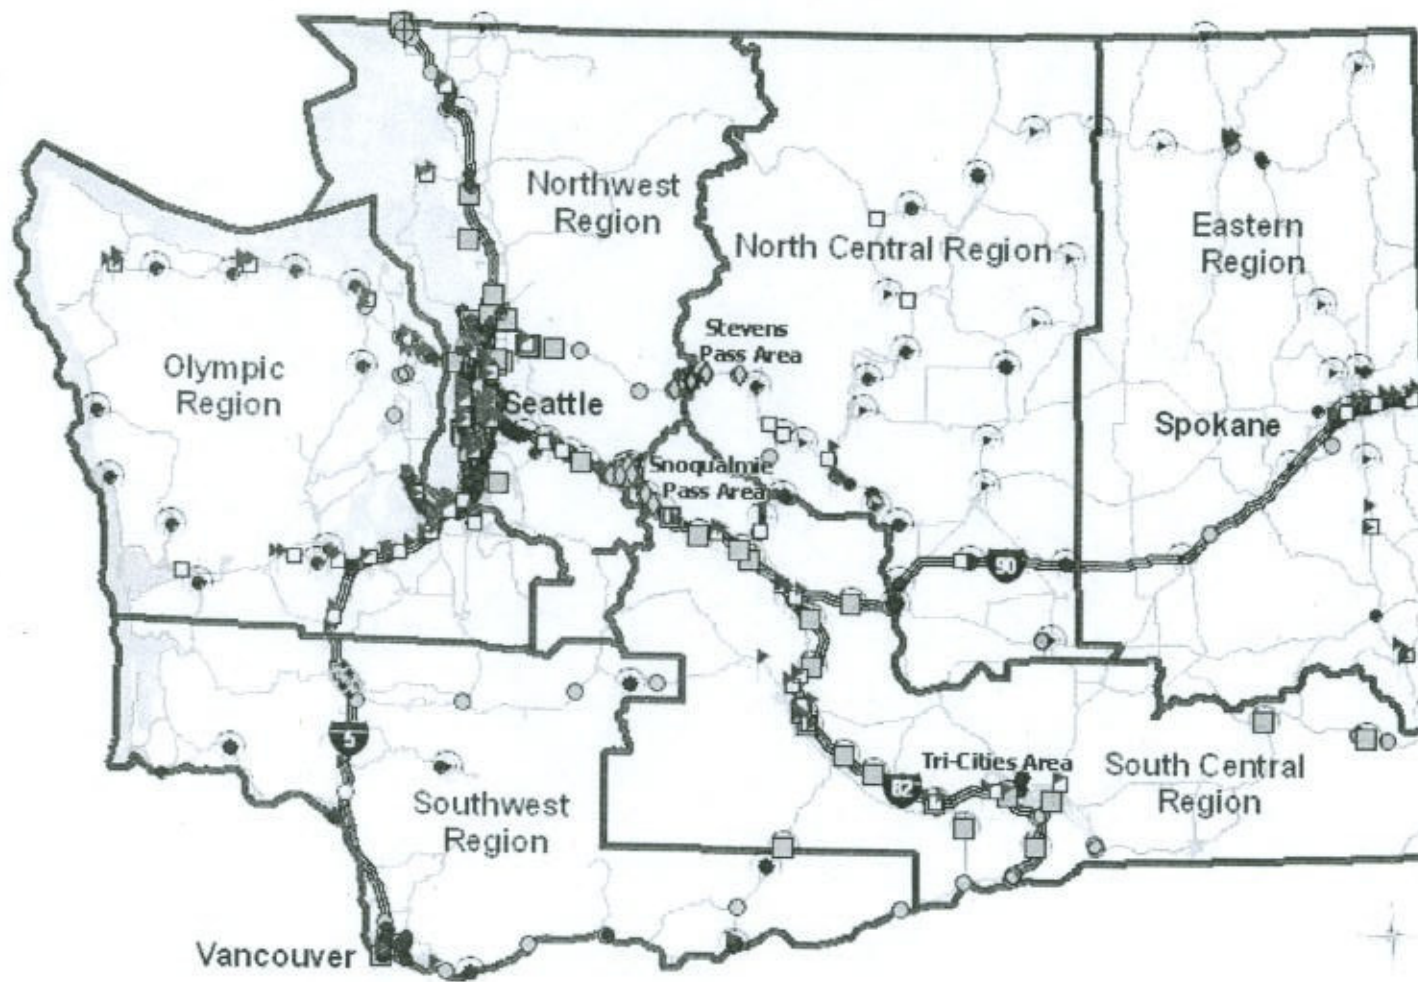 Northwest
Region
North Central Region
Eastern
Region
Olympic
Region
Stevens
Pass Area
Seattle
Spokane
Snoqualmie
Pass Area
90
5
82
Tri-Cities Area
South Central
Region
Southwest
Region
Vancouver